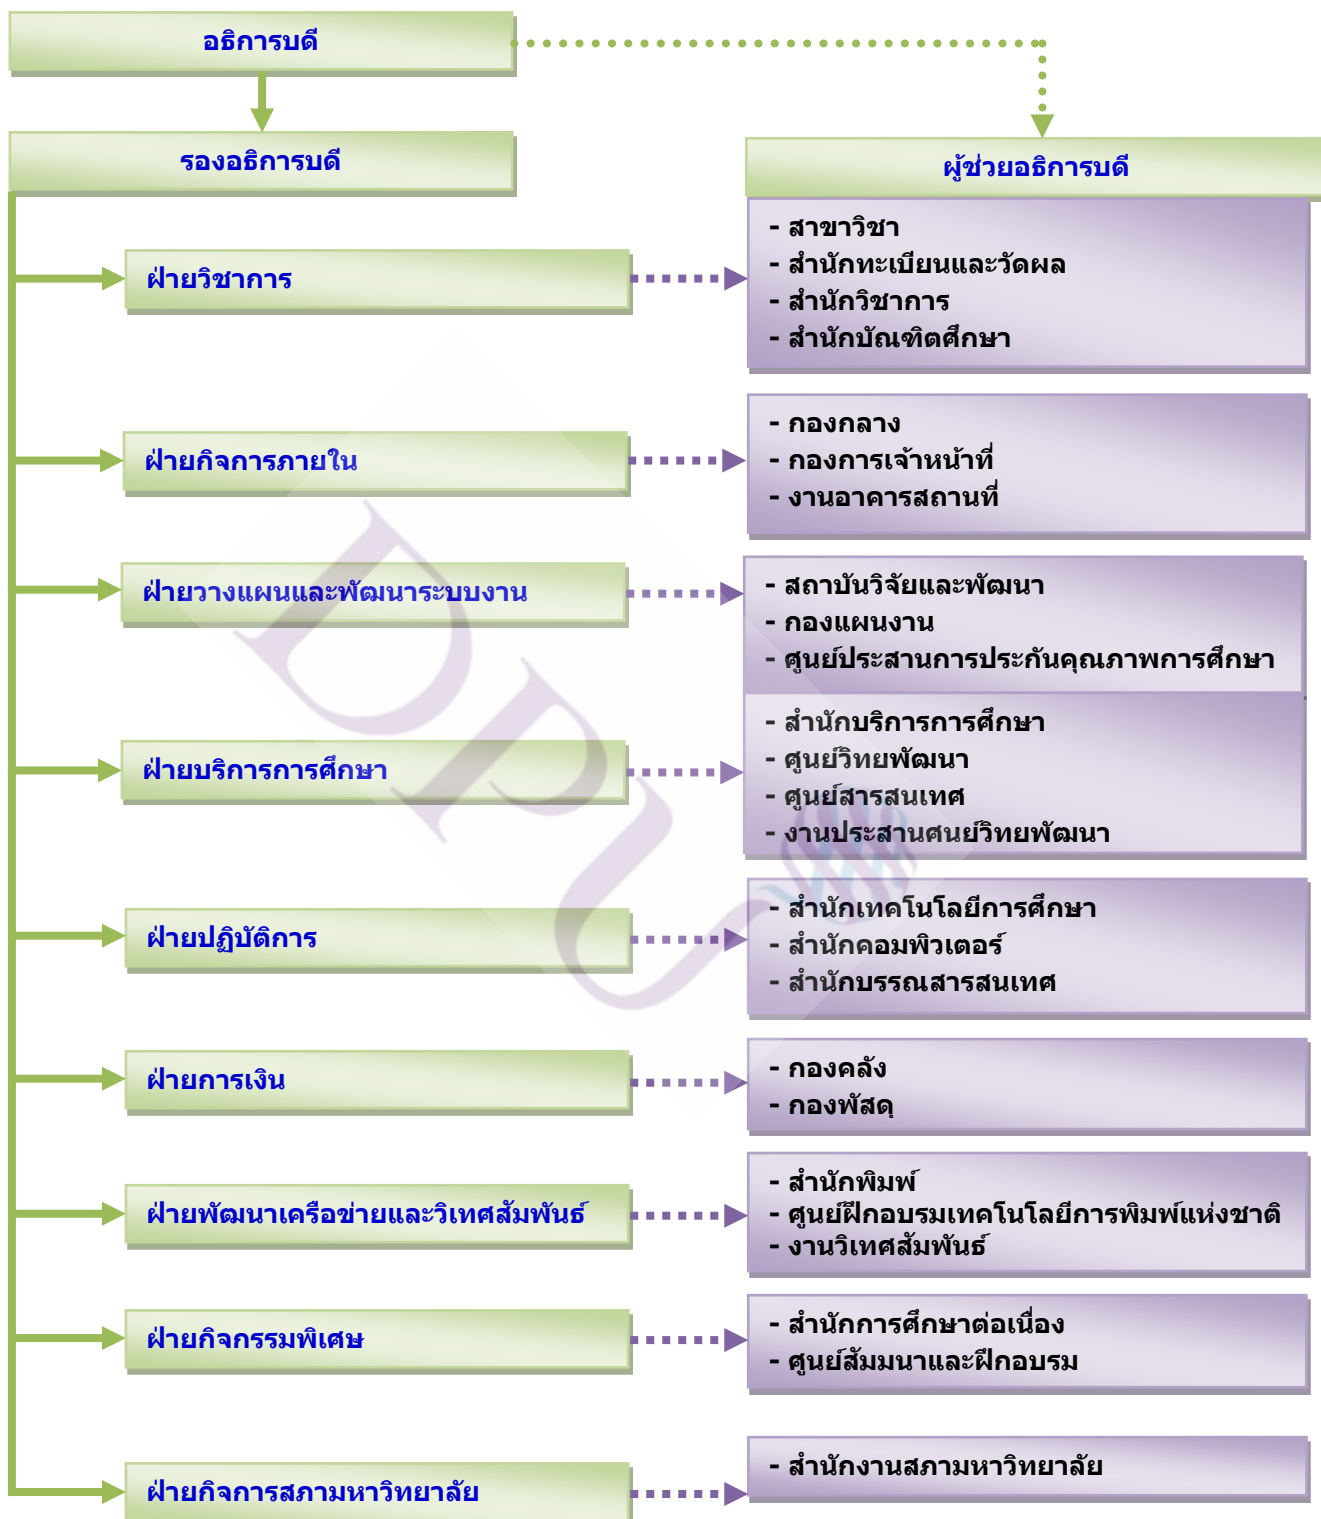 อธิการบดี
รองอธิการบดี
ผู้ช่วยอธิการบดี
ฝ่ายวิชาการ
- สาขาวิชา
- สำนักทะเบียนและวัดผล
- สำนักวิชาการ
- สำนักบัณฑิตศึกษา
ฝ่ายกิจการภายใน
- กองกลาง
- กองการเจ้าหน้าที่
- งานอาคารสถานที่
ฝ่ายวางแผนและพัฒนาระบบงาน
- สถาบันวิจัยและพัฒนา
- กองแผนงาน
- ศูนย์ประสานการประกันคุณภาพการศึกษา
ฝ่ายบริการการศึกษา
- สำนักบริการการศึกษา
- ศูนย์วิทยพัฒนา
- ศูนย์สารสนเทศ
- งานประสานศนย์วิทยพัฒนา
ฝ่ายปฏิบัติการ
- สำนักเทคโนโลยีการศึกษา
- สำนักคอมพิวเตอร์
- สำนักบรรณสารสนเทศ
ฝ่ายการเงิน
- กองคลัง
- กองพัสดุ
ฝ่ายพัฒนาเครือข่ายและวิเทศสัมพันธ์
- สำนักพิมพ์
- ศูนย์ฝึกอบรมเทคโนโลยีการพิมพ์แห่งชาติ
- งานวิเทศสัมพันธ์
ฝ่ายกิจกรรมพิเศษ
- สำนักการศึกษาต่อเนื่อง
- ศูนย์สัมมนาและฝึกอบรม
ฝ่ายกิจการสภามหาวิทยาลัย
- สำนักงานสภามหาวิทยาลัย
DPU